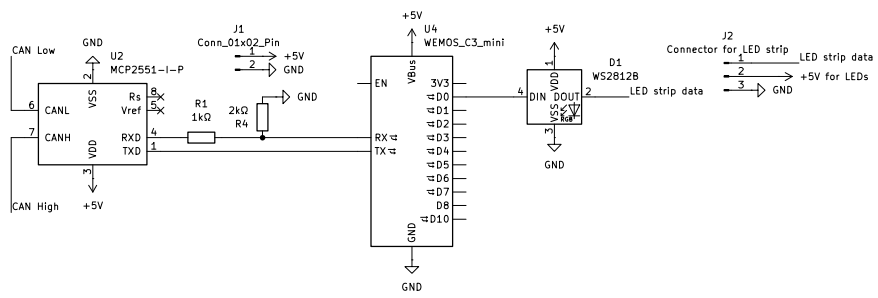 CAN Low
GND
U2
MCP2551-I-P
2
VSS
Rs
8
Vref
5
6
CANL
7
CANH
RXD
4
TXD
1
VDD
3
+5V
CAN High
R1
1kΩ
2kΩ
R4
GND
J1
Conn_01x02_Pin
1
+5V
2
GND
+5V
U4
WEMOS_C3_mini
VBus
EN
3V3
D0
D1
D2
D3
RX
D4
TX
D5
D6
D7
D8
D10
GND
GND
+5V
D1
WS2812B
1
VDD
4
DIN
DOUT
2
LED strip data
VSS
RGB
3
GND
J2
Connector for LED strip
1
LED strip data
2
+5V for LEDs
3
GND